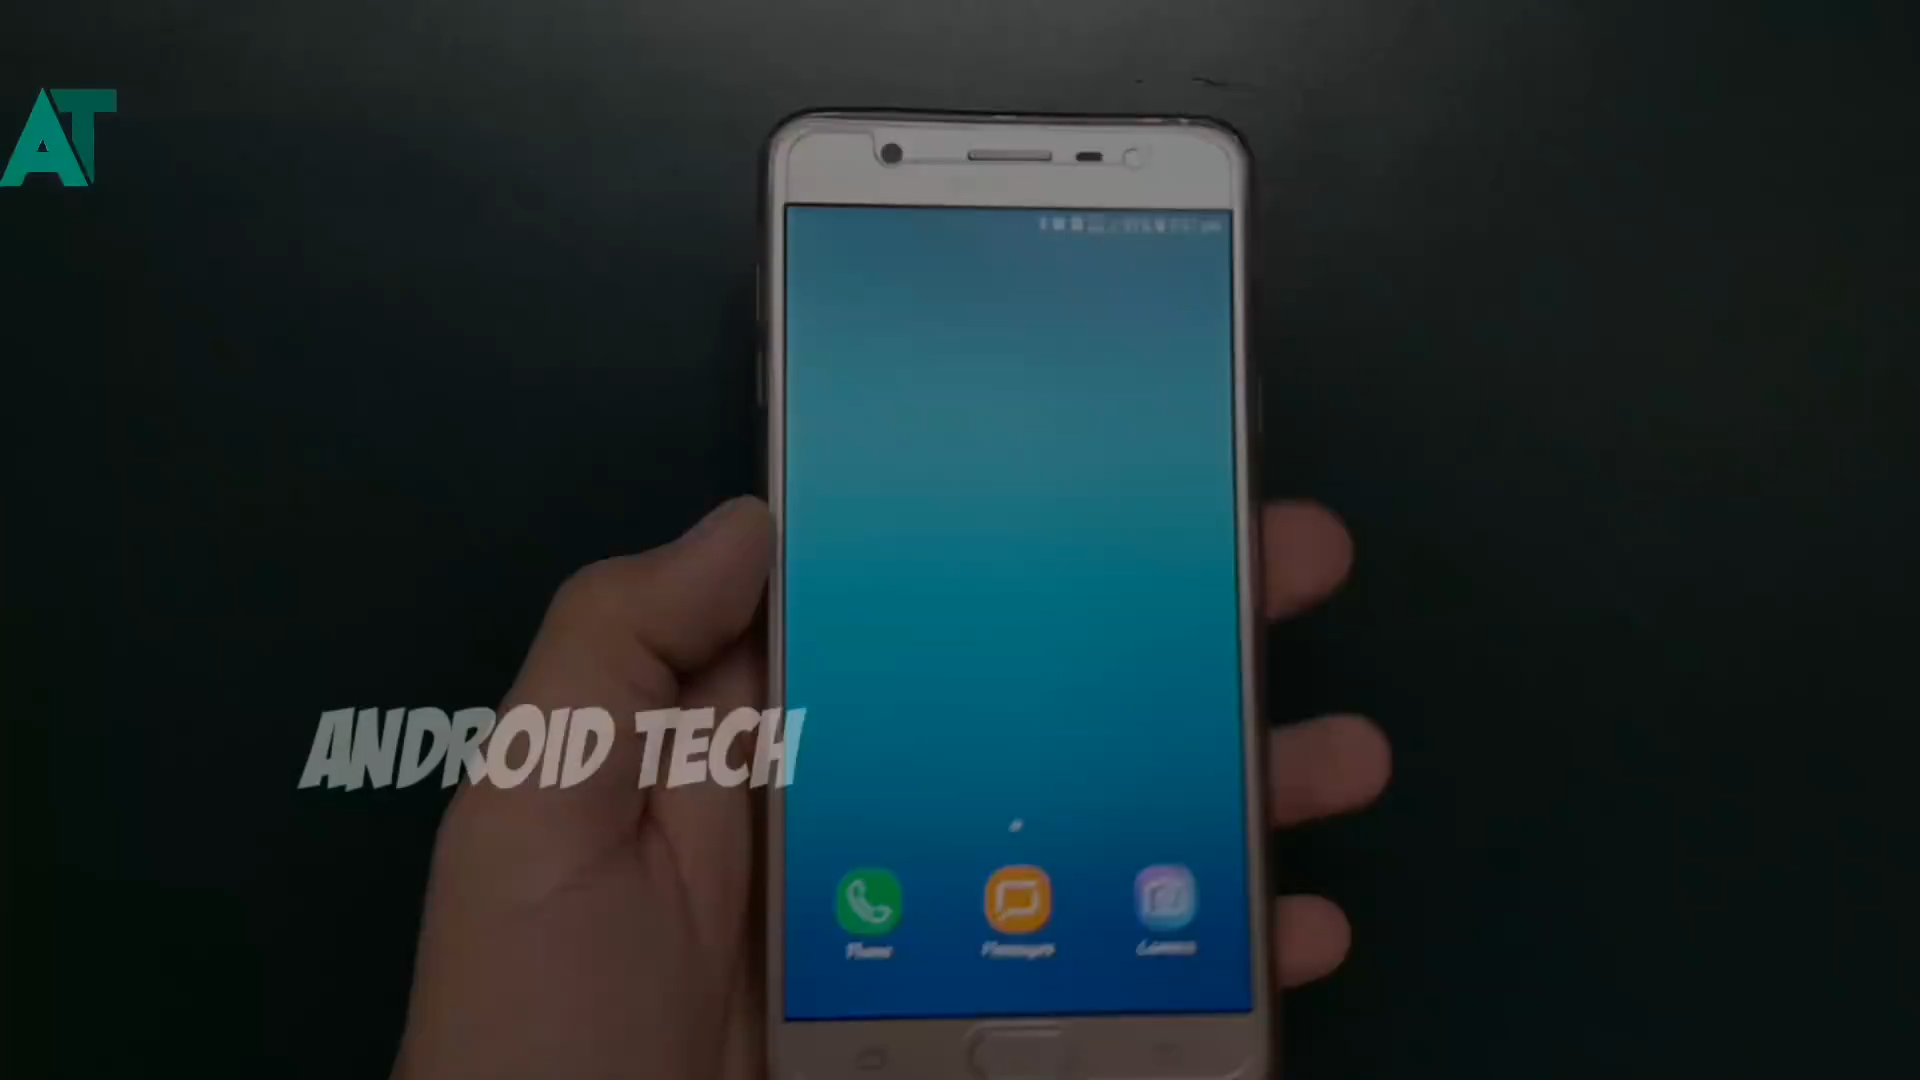 AT
ANDROID TECH
Phone
Messages
Camera